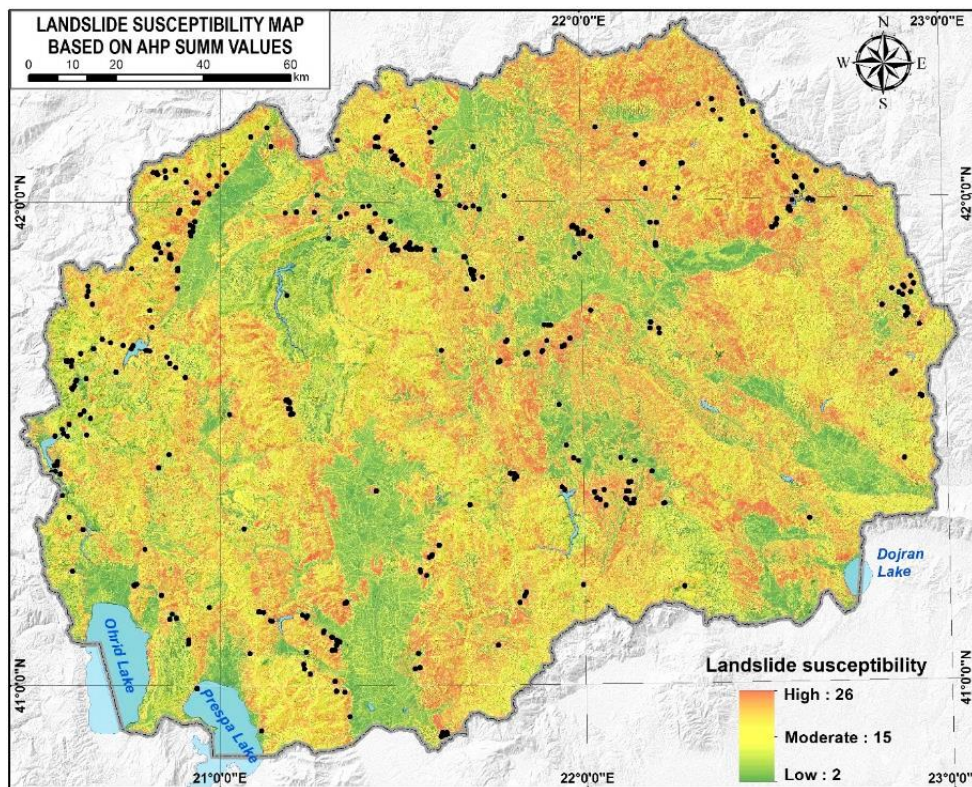 LANDSLIDE SUSCEPTIBILITY MAP
BASED ON AHP SUMM VALUES
0 10 20 40 60
km
22°0'0"E
23°0'0"E
N
W E
S
42°0'0"N
42°0'0"N
Dojran
Lake
Ohrid Lake
Prespa Lake
41°0'0"N
41°0'0"N
Landslide susceptibility
High : 26
Moderate : 15
Low : 2
21°0'0"E
22°0'0"E
23°0'0"E